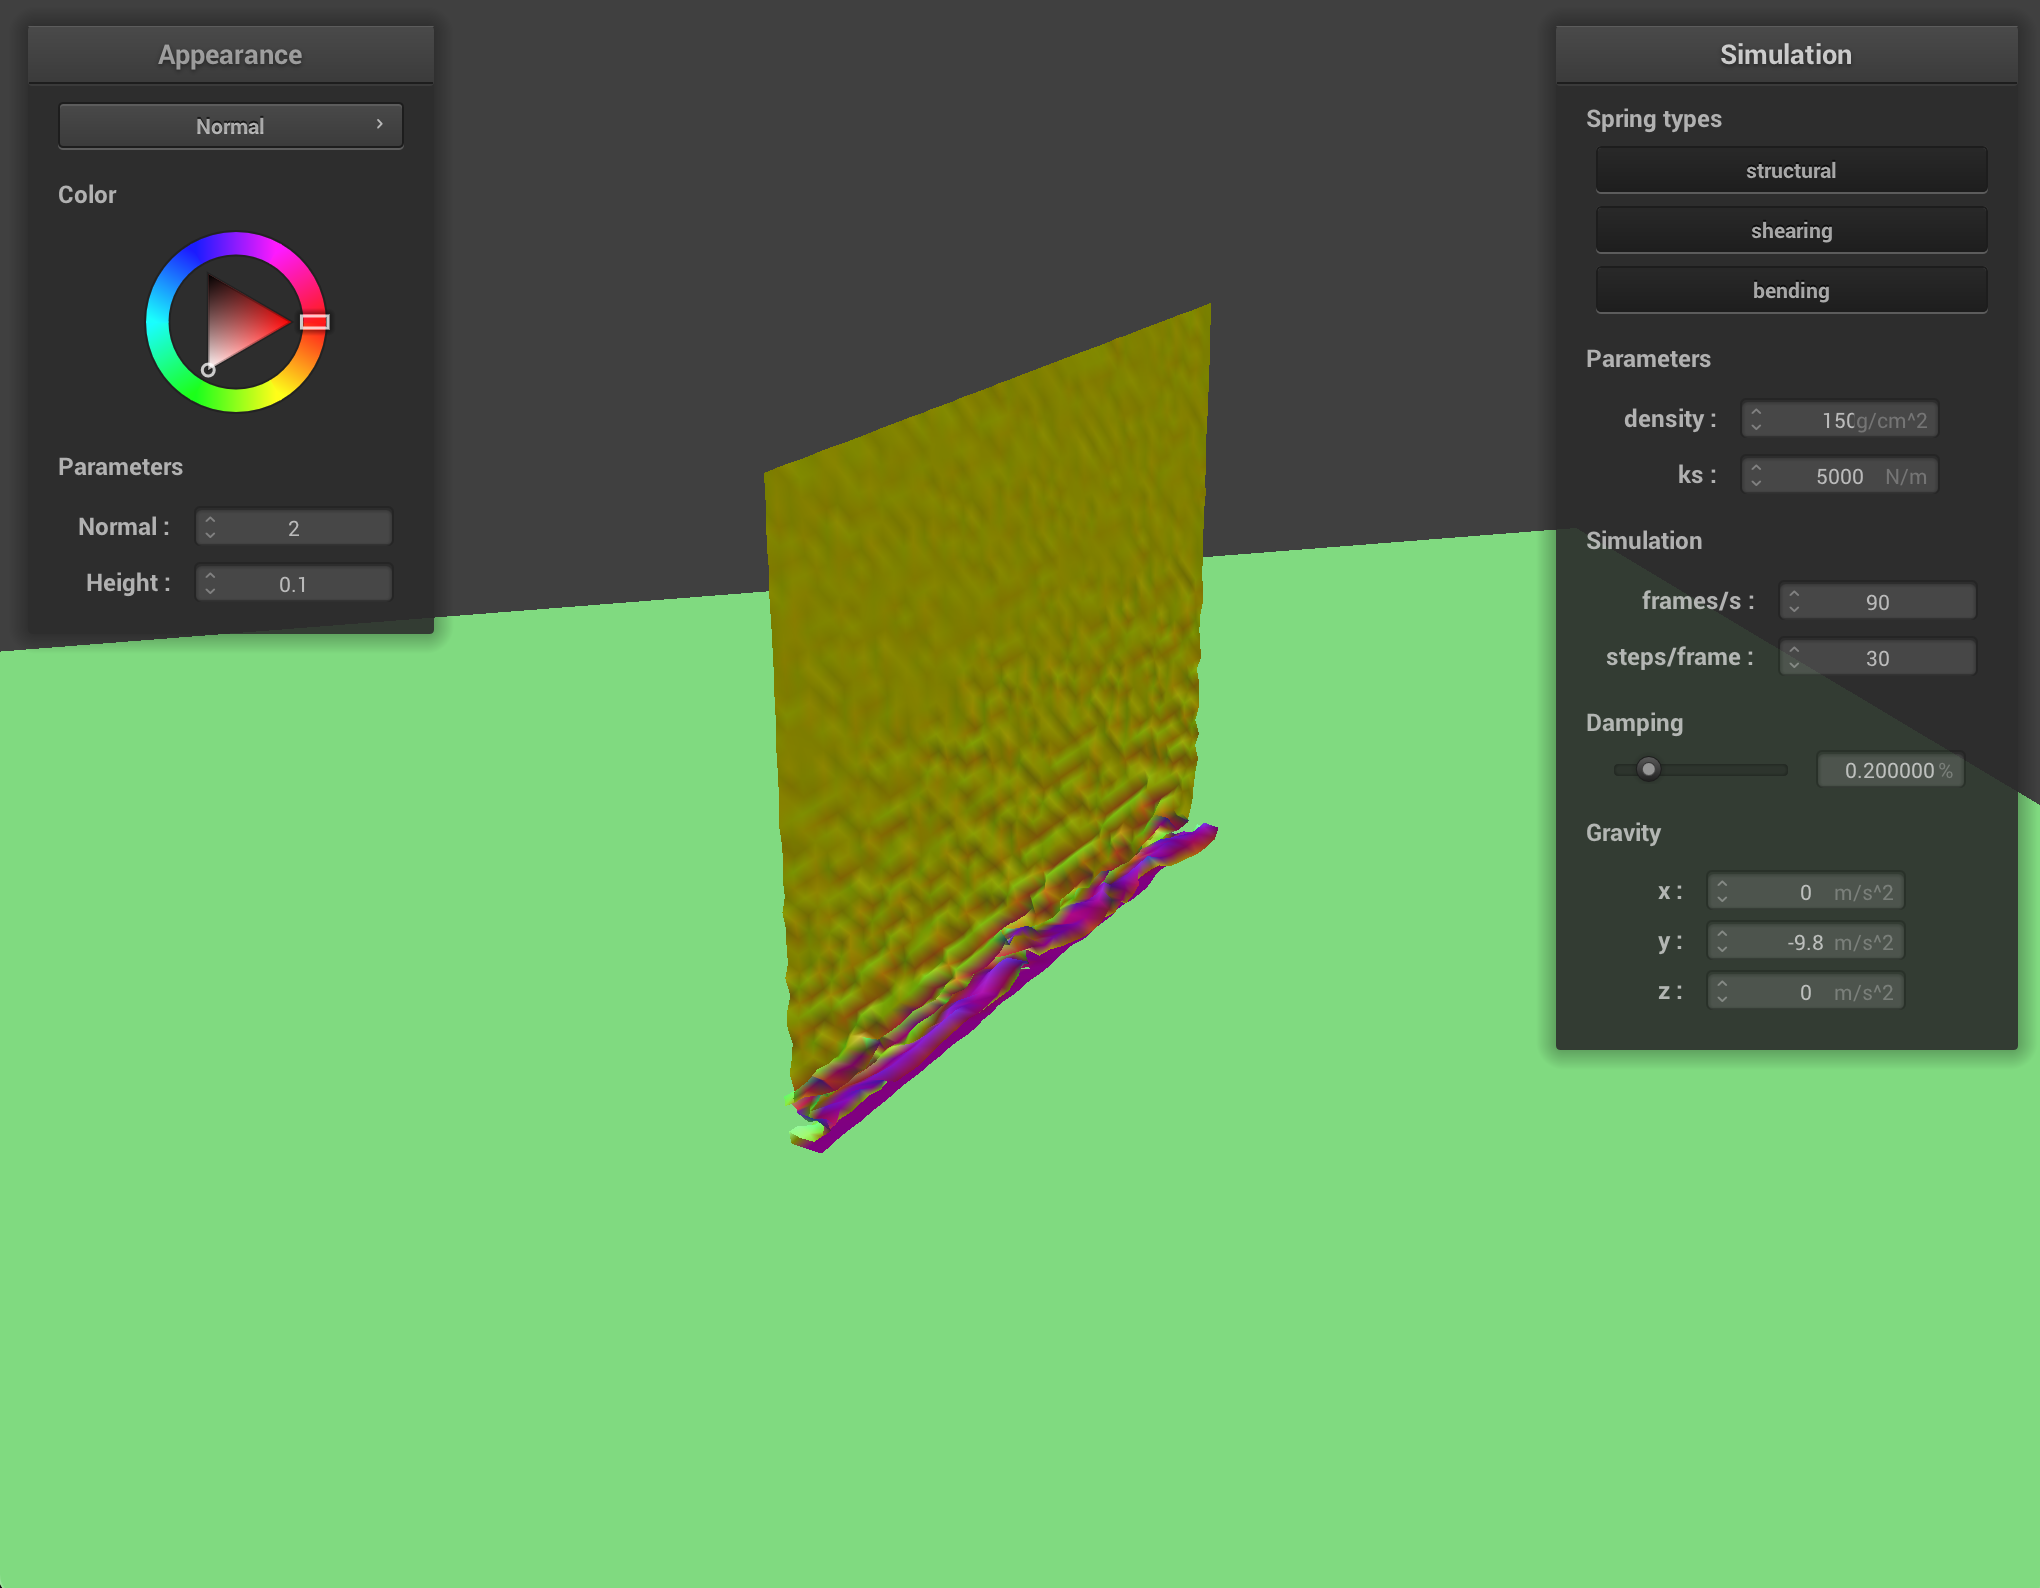 Appearance
Normal
Color
Parameters
Normal : 2
Height : 0.1
Simulation
Spring types
structural
shearing
bending
Parameters
density : 150 g/cm^2
ks : 5000 N/m
Simulation
frames/s : 90
steps/frame : 30
Damping
0.200000 %
Gravity
x : 0 m/s^2
y : -9.8 m/s^2
z : 0 m/s^2